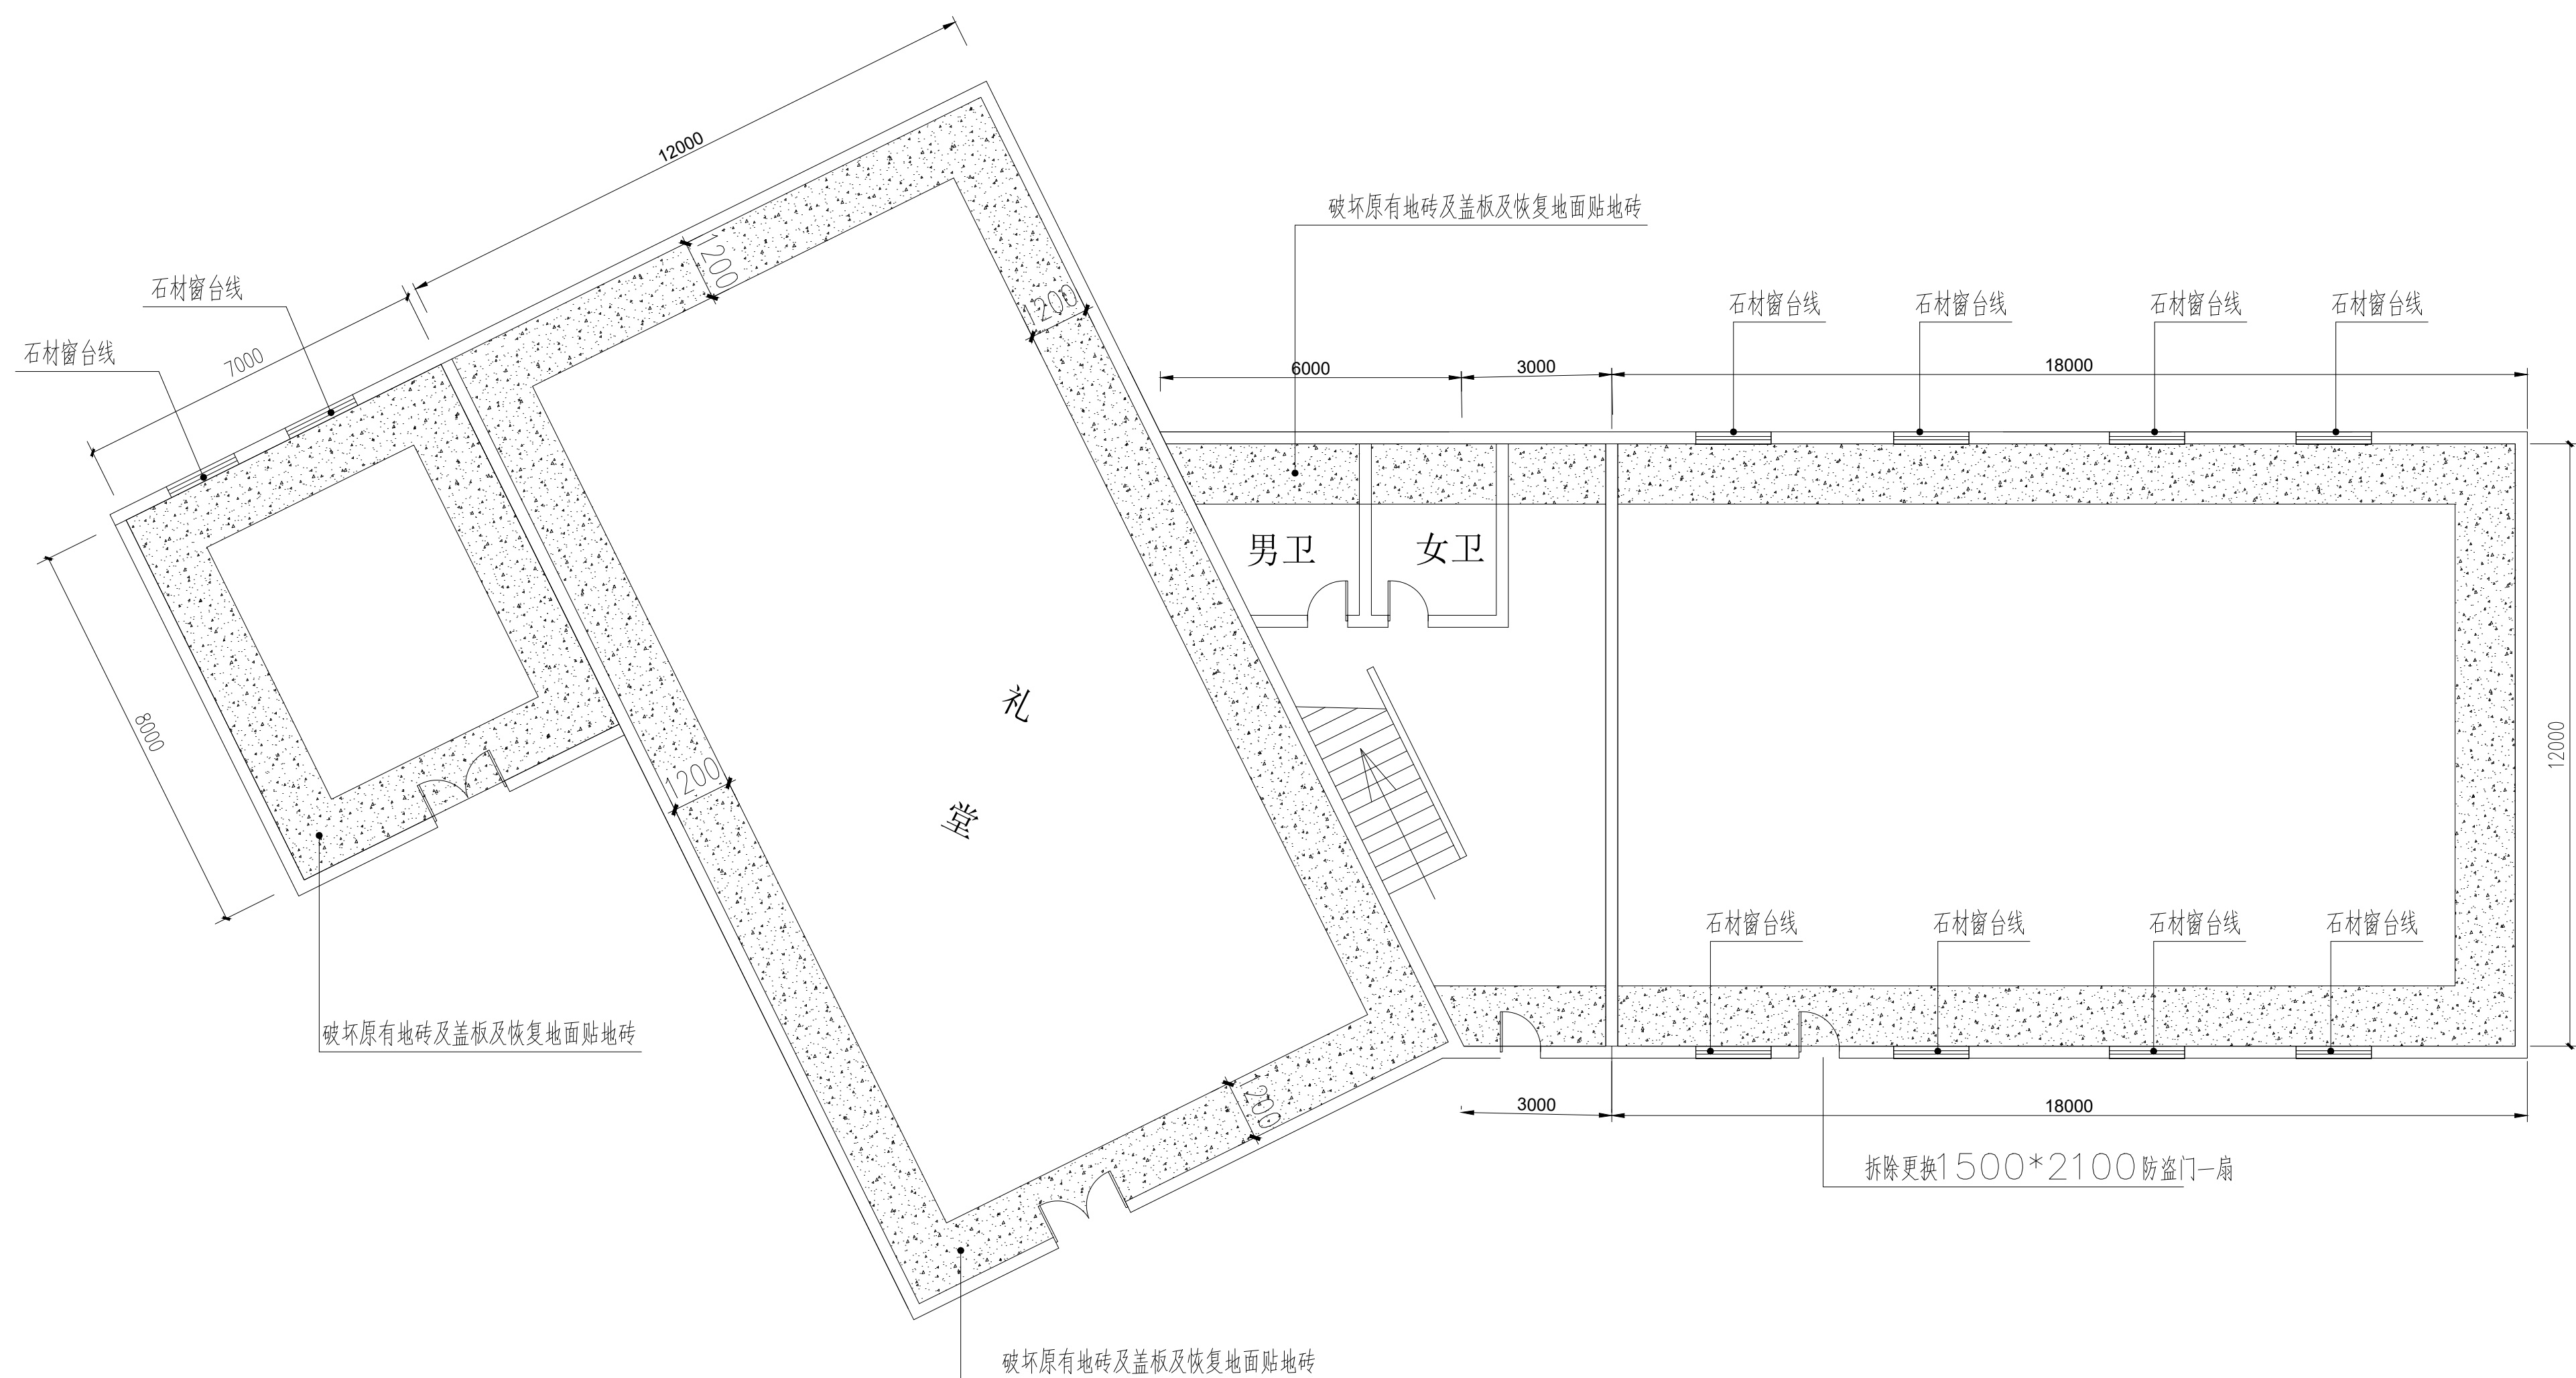 12000
破坏原有地砖及盖板及恢复地面贴地砖
1200
石材窗台线
1200
石材窗台线
石材窗台线
石材窗台线
石材窗台线
石材窗台线
7000
6000
3000
18000
男卫
女卫
礼
8000
12000
1200
堂
石材窗台线
石材窗台线
石材窗台线
石材窗台线
破坏原有地砖及盖板及恢复地面贴地砖
1200
3000
18000
拆除更换1500*2100防盗门一扇
破坏原有地砖及盖板及恢复地面贴地砖